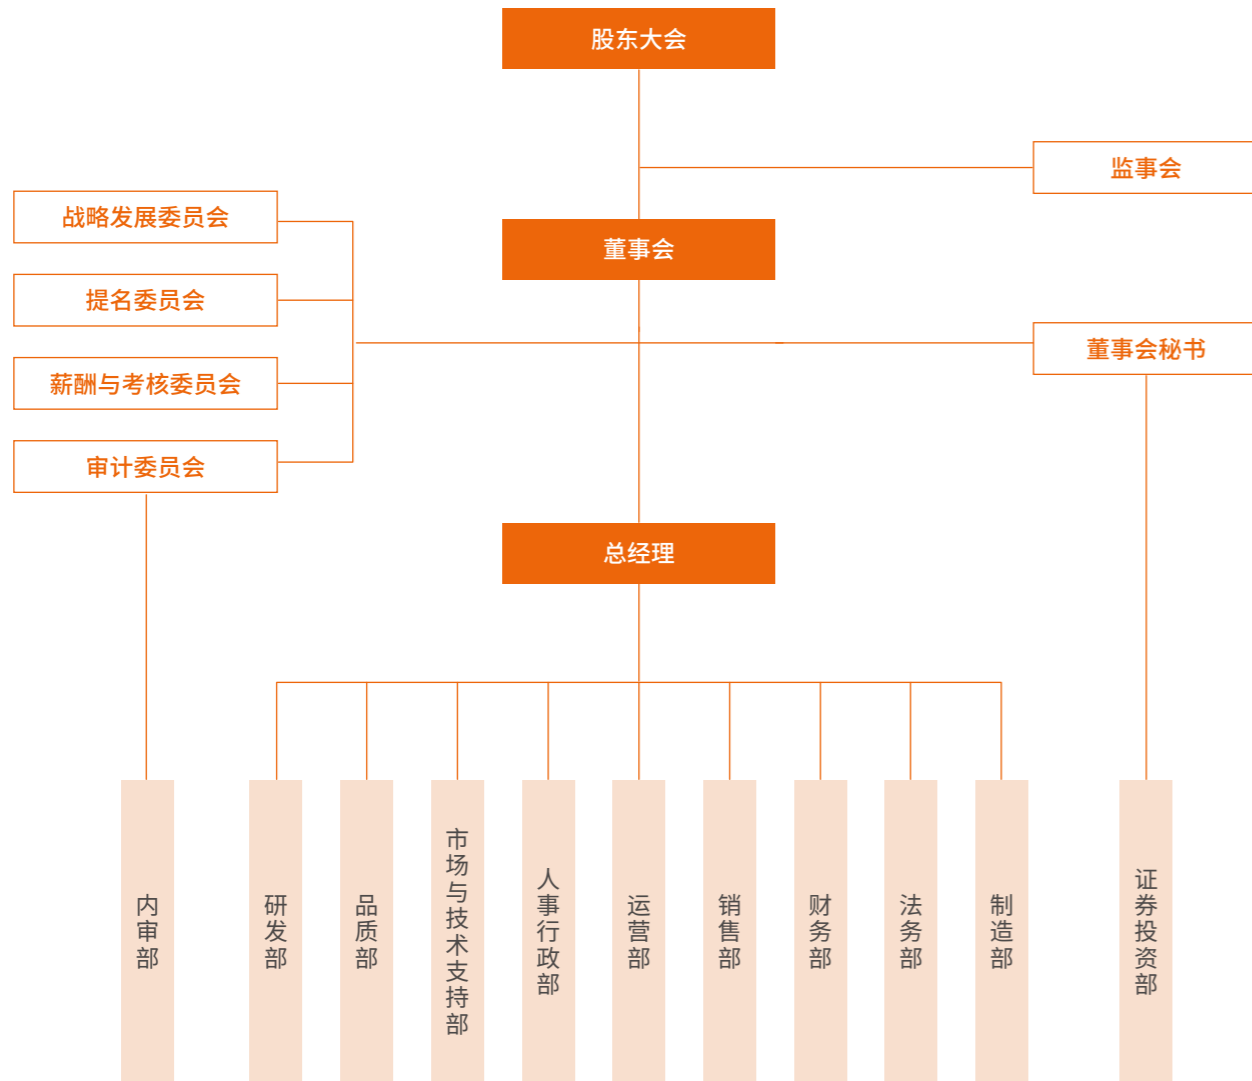 股东大会
监事会
战略发展委员会
董事会
提名委员会
董事会秘书
薪酬与考核委员会
审计委员会
总经理
内审部
研发部
品质部
市场与技术支持部
人事行政部
运营部
销售部
财务部
法务部
制造部
证券投资部